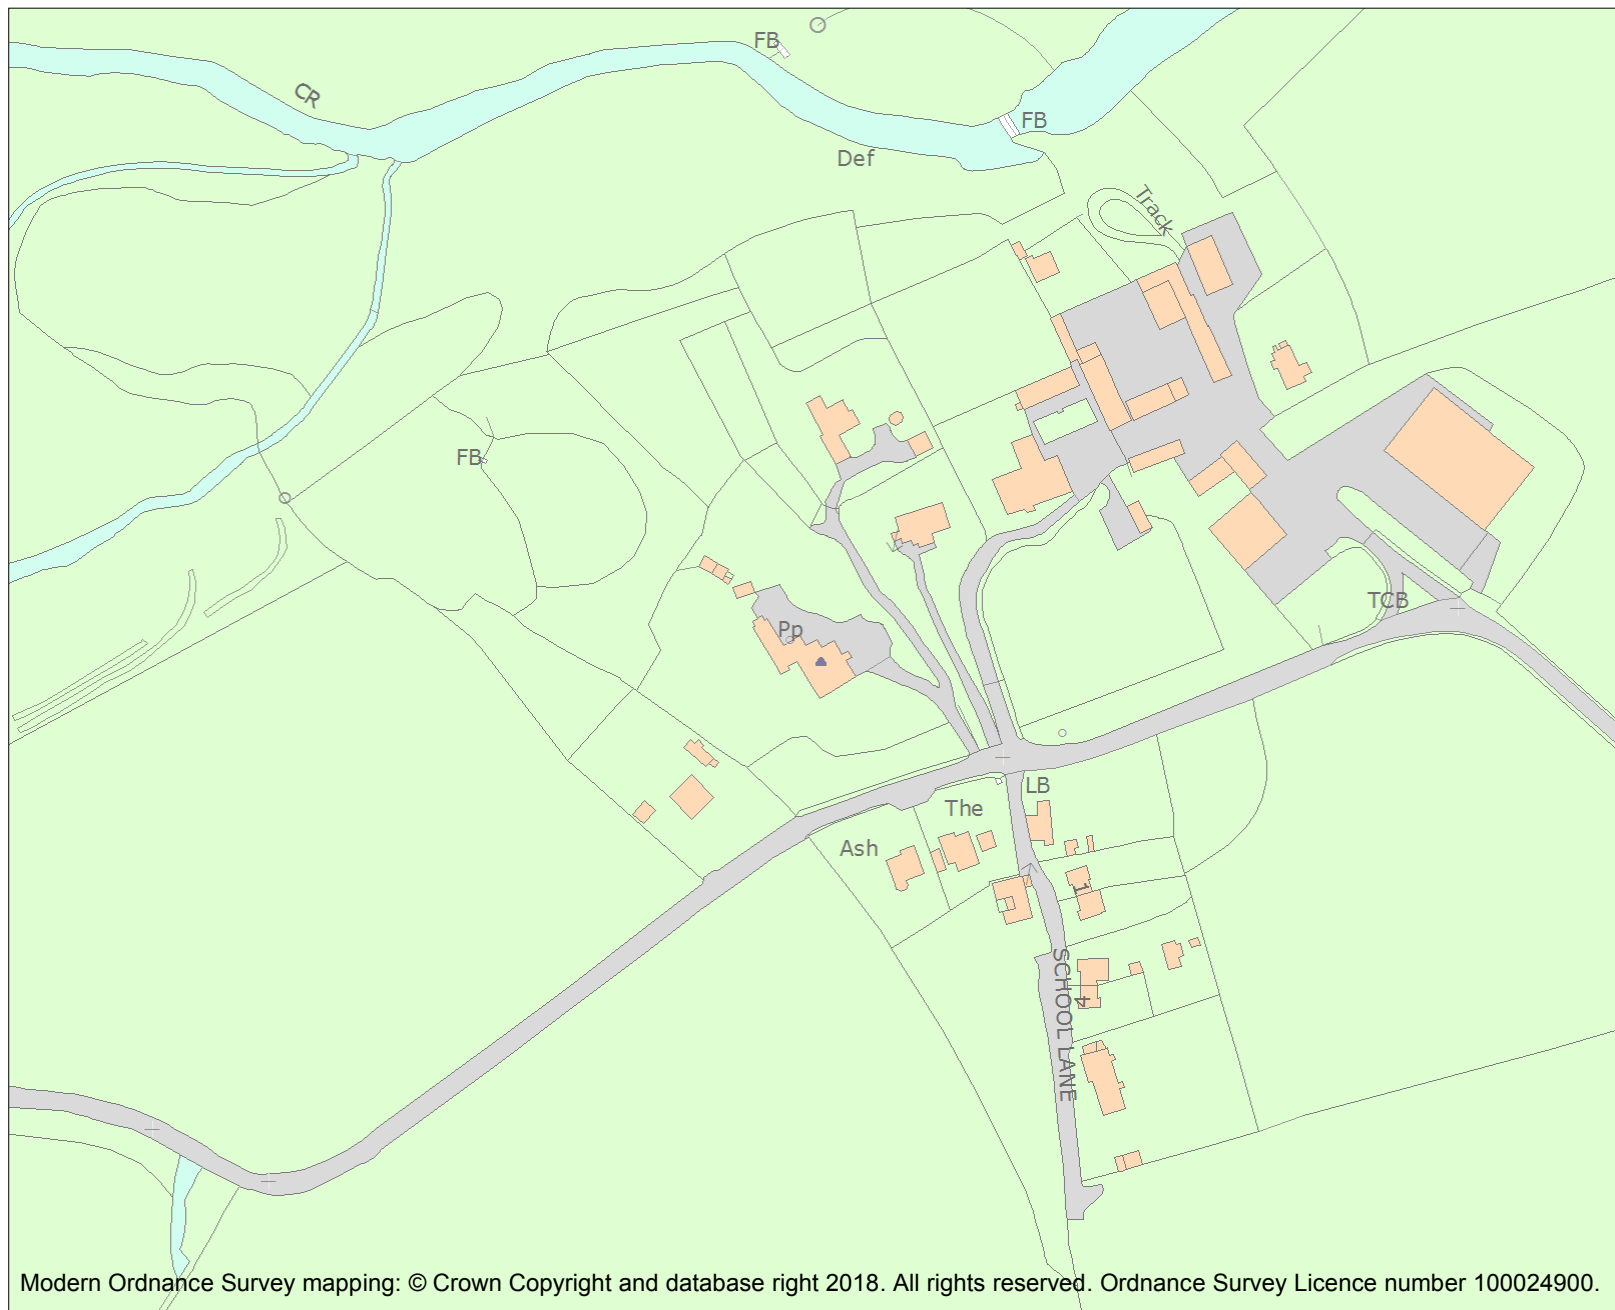 FB
CR
FB
Def
Track
FB
TCB
Pp
LB
The
Ash
1
SCHOOL LANE
4
Modern Ordnance Survey mapping: © Crown Copyright and database right 2018. All rights reserved. Ordnance Survey Licence number 100024900.